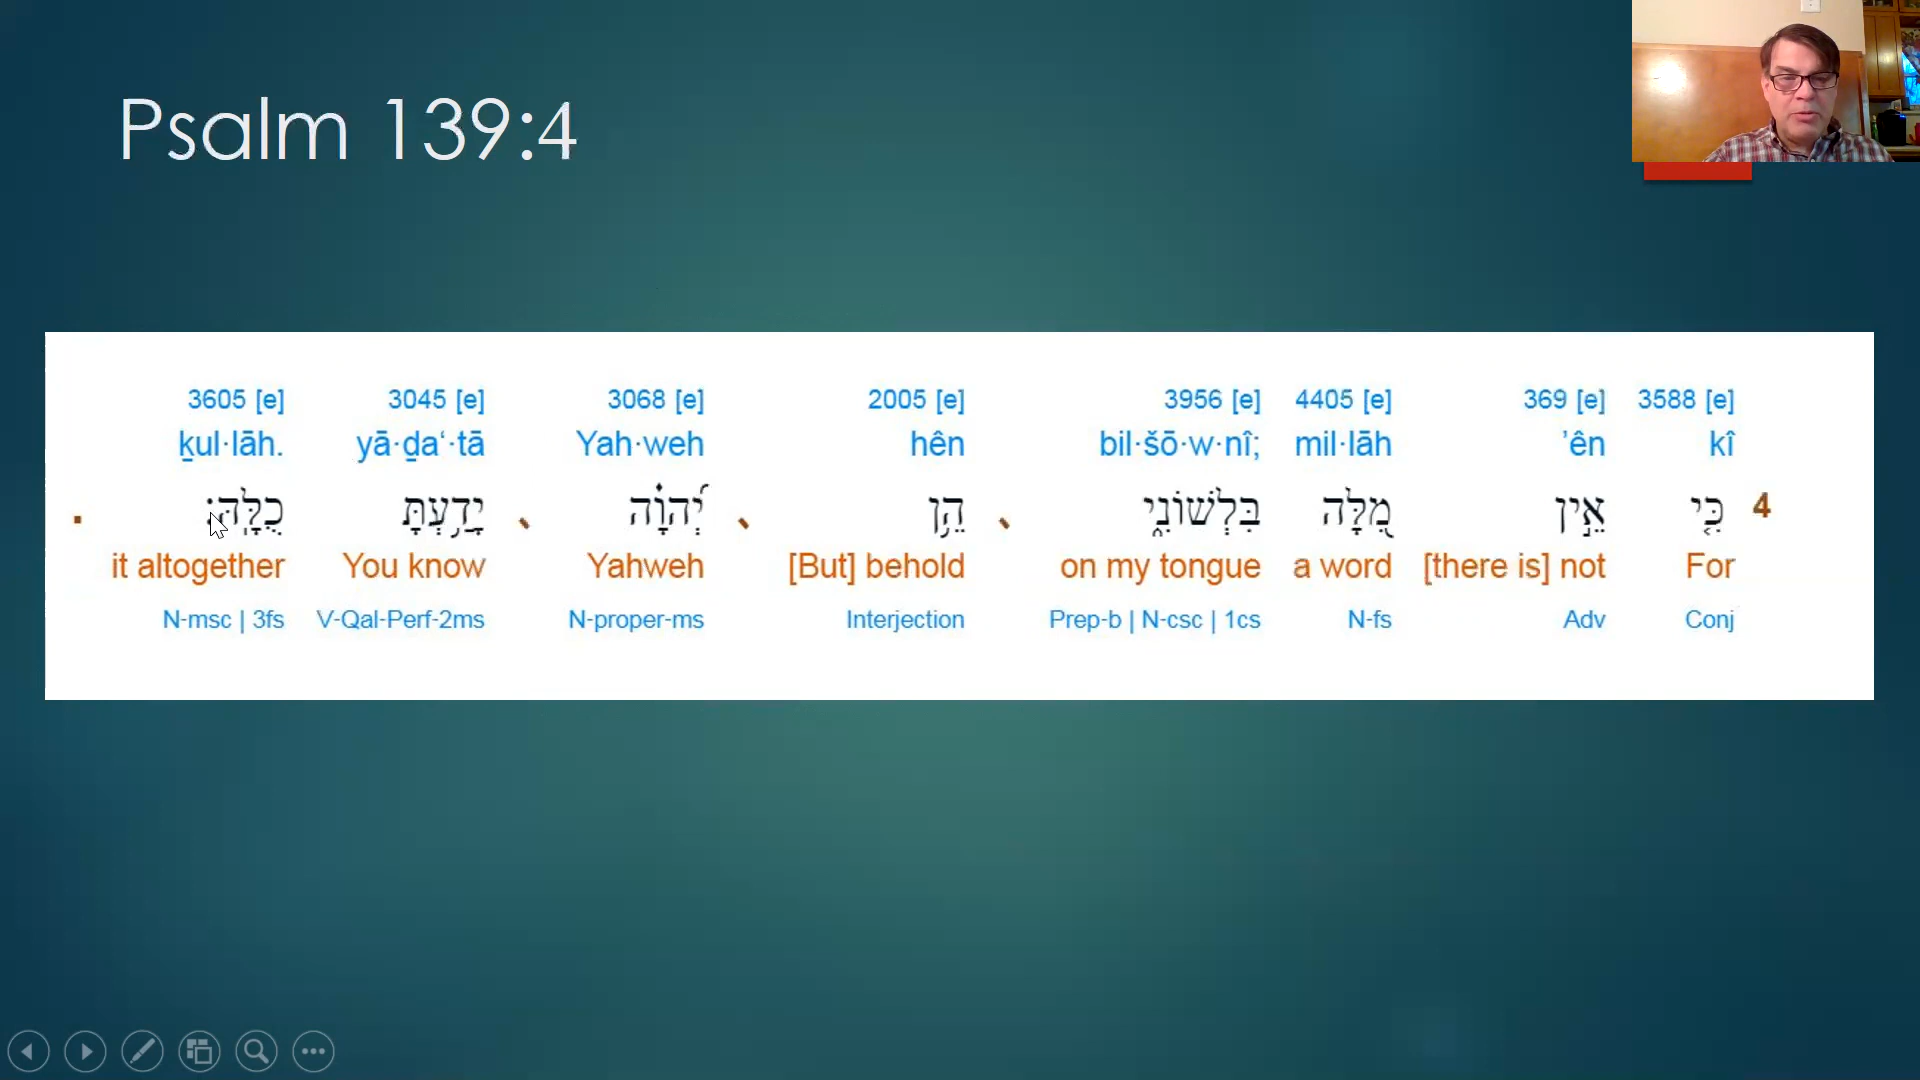 Psalm 139:4
3605 [e] 3045 [e] 3068 [e] 2005 [e] 3956 [e] 4405 [e] 369 [e] 3588 [e]
ḵul·lāh. yā·ḏa‘·tā Yah·weh hên bil·šō·w·nî; mil·lāh ’ên kî
4 כִּ֤י אֵ֣ין מִ֭לָּה בִּלְשׁוֹנִ֑י ､ הֵ֥ן ､ יְ֝הוָ֗ה ､ יָדַ֥עְתָּ כֻלָּֽהּ׃ .
it altogether You know Yahweh [But] behold on my tongue a word [there is] not For
N-msc | 3fs V-Qal-Perf-2ms N-proper-ms Interjection Prep-b | N-csc | 1cs N-fs Adv Conj